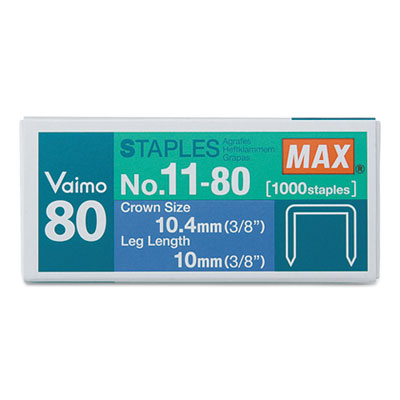 STAPLES
Agrafes
Heftklammern
Grapas
MAX®
Vaimo
80
No.11-80 [1000staples]
Crown Size
10.4mm(3/8")
Leg Length
10mm(3/8")